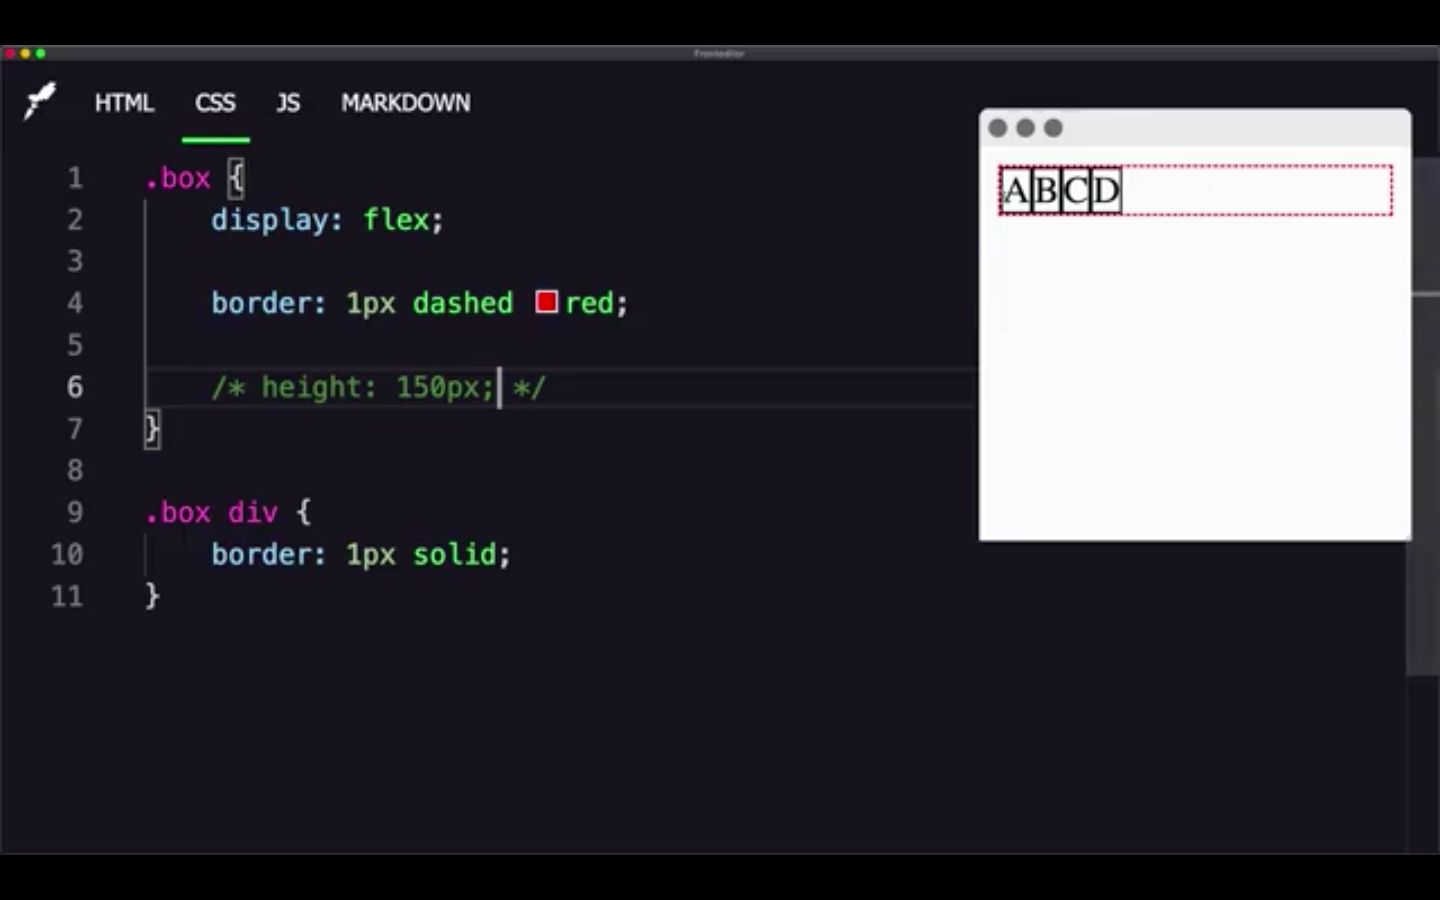 Fronteditor
HTML CSS JS MARKDOWN
1 .box {
2 display: flex;
3
4 border: 1px dashed red;
5
6 /* height: 150px; */
7 }
8
9 .box div {
10 border: 1px solid;
11 }
ABCD